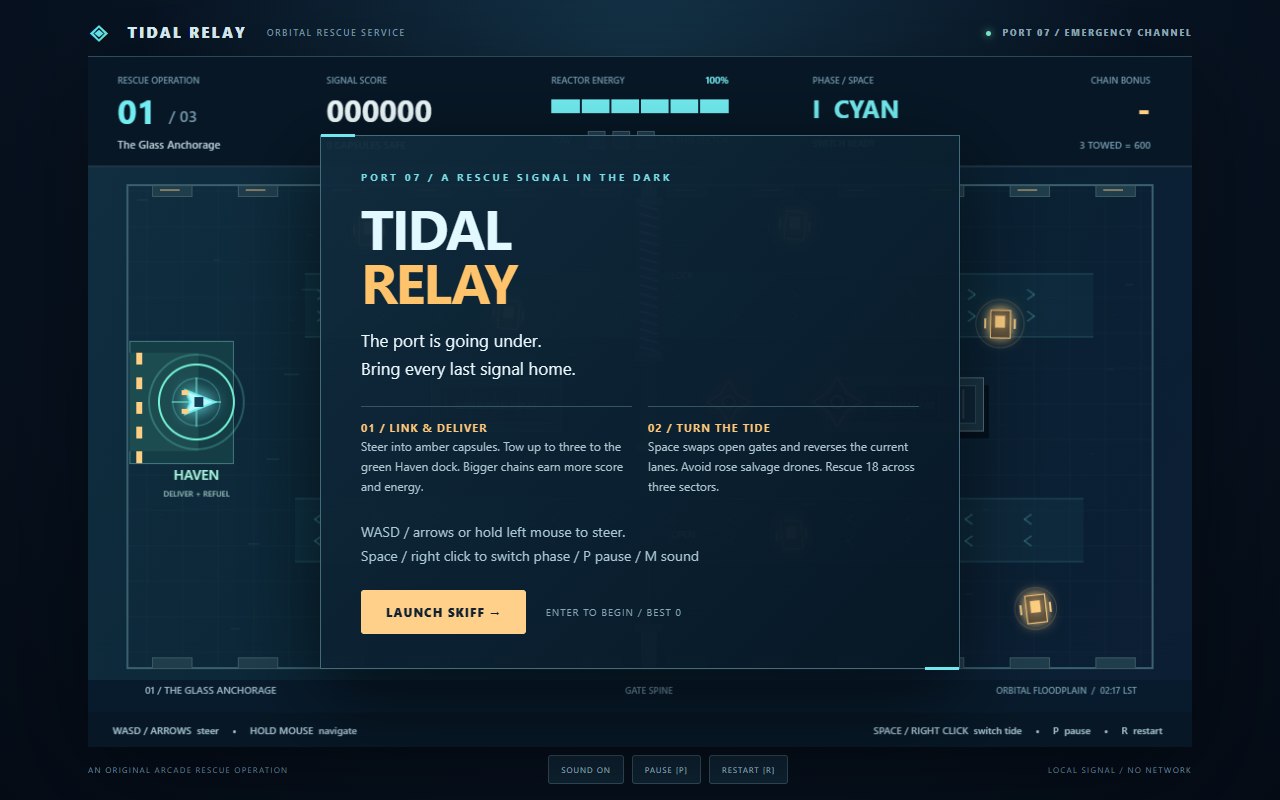 TIDAL RELAY
ORBITAL RESCUE SERVICE
PORT 07 / EMERGENCY CHANNEL
RESCUE OPERATION
SIGNAL SCORE
REACTOR ENERGY
100%
PHASE / SPACE
CHAIN BONUS
01 / 03
000000
I CYAN
-
The Glass Anchorage
3 TOWED = 600
PORT 07 / A RESCUE SIGNAL IN THE DARK
TIDAL
RELAY
The port is going under.
Bring every last signal home.
01 / LINK & DELIVER
Steer into amber capsules. Tow up to three to the
green Haven dock. Bigger chains earn more score
and energy.
02 / TURN THE TIDE
Space swaps open gates and reverses the current
lanes. Avoid rose salvage drones. Rescue 18 across
three sectors.
HAVEN
DELIVER + REFUEL
WASD / arrows or hold left mouse to steer.
Space / right click to switch phase / P pause / M sound
LAUNCH SKIFF →
ENTER TO BEGIN / BEST 0
01 / THE GLASS ANCHORAGE
GATE SPINE
ORBITAL FLOODPLAIN / 02:17 LST
WASD / ARROWS steer • HOLD MOUSE navigate
SPACE / RIGHT CLICK switch tide • P pause • R restart
AN ORIGINAL ARCADE RESCUE OPERATION
SOUND ON
PAUSE [P]
RESTART [R]
LOCAL SIGNAL / NO NETWORK